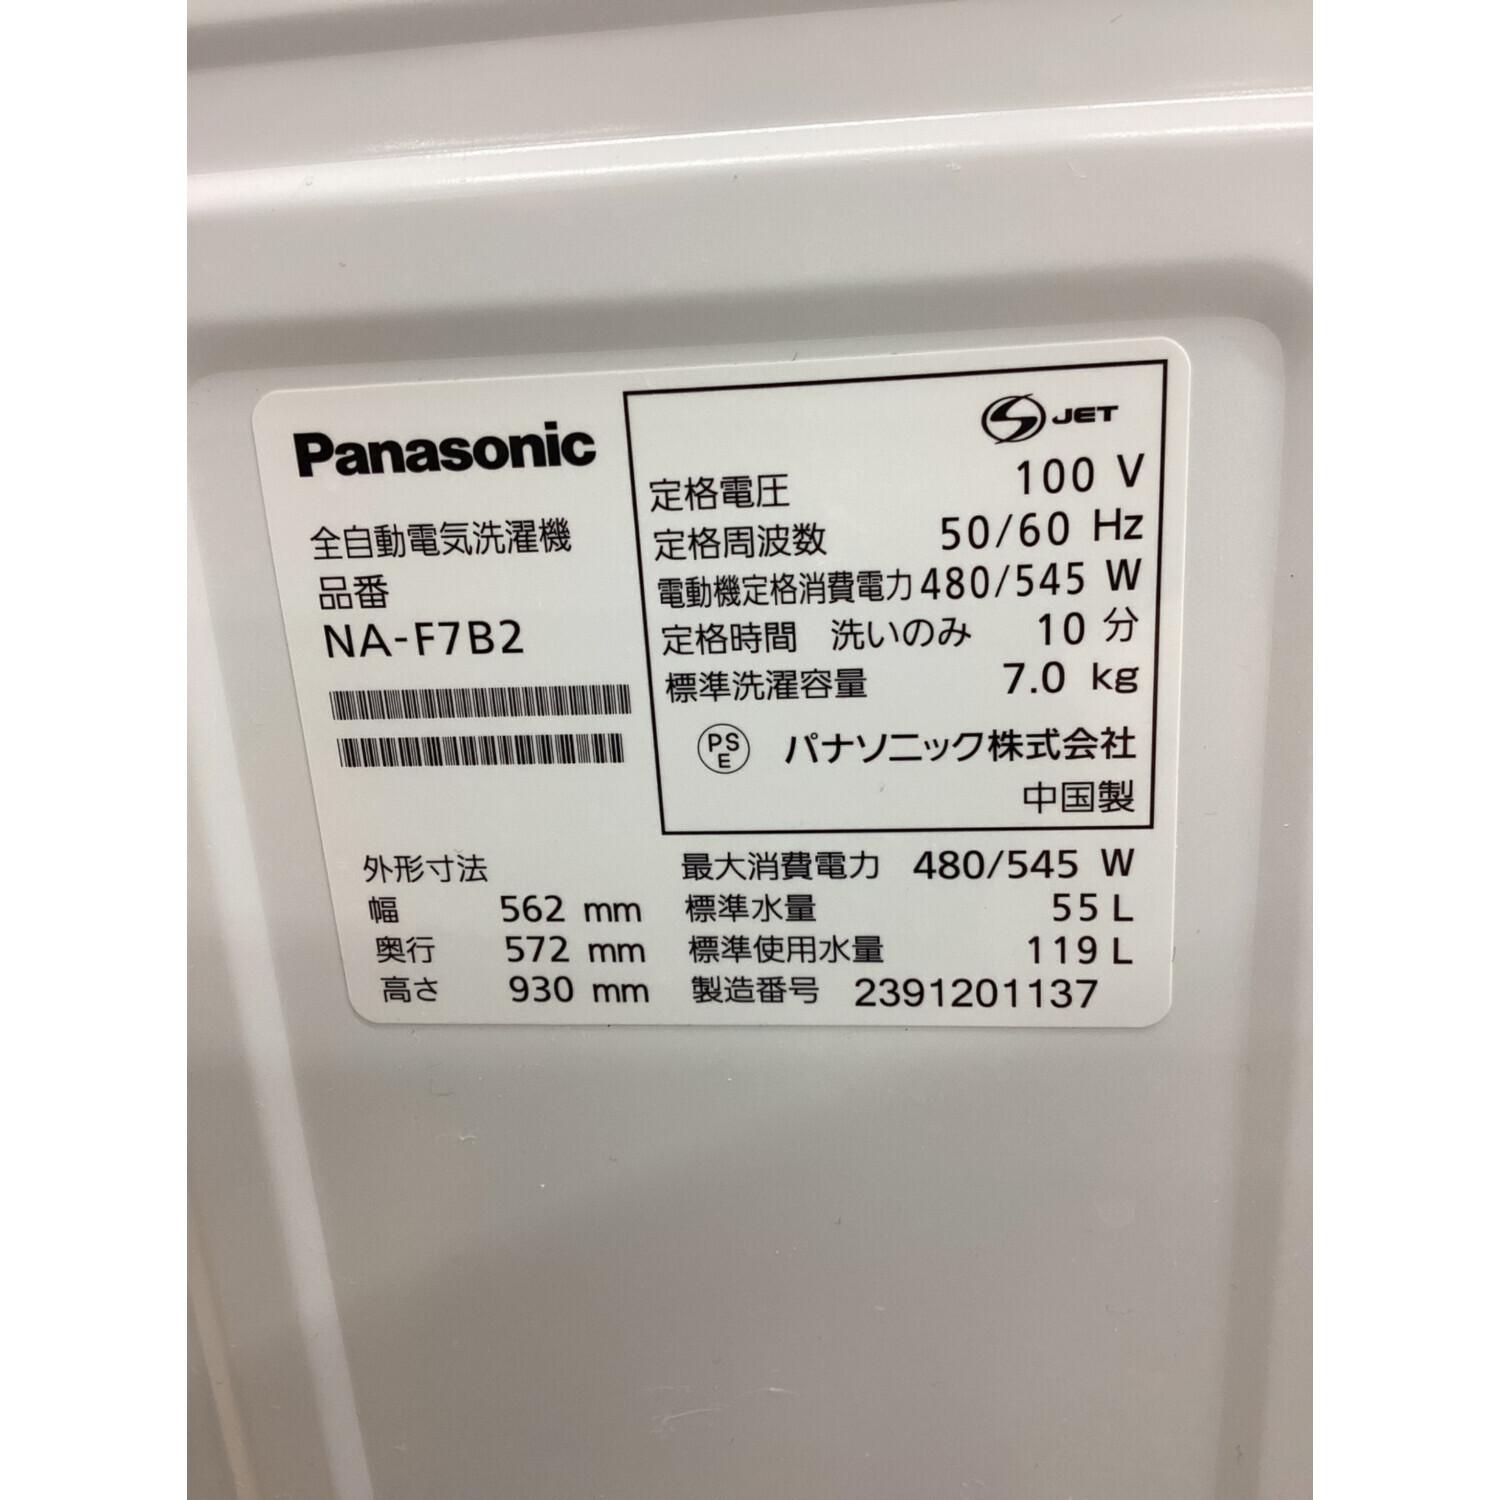 Panasonic
全自動電気洗濯機
品番
NA-F7B2
S JET
定格電圧 100 V
定格周波数 50/60 Hz
電動機定格消費電力 480/545 W
定格時間 洗いのみ 10 分
標準洗濯容量 7.0 kg
PS E パナソニック株式会社
中国製
外形寸法
幅 562 mm
奥行 572 mm
高さ 930 mm
最大消費電力 480/545 W
標準水量 55 L
標準使用水量 119 L
製造番号 2391201137